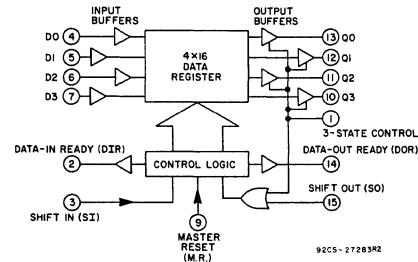 INPUT BUFFERS
OUTPUT BUFFERS
D0 4
13 Q0
D1 5
12 Q1
D2 6
11 Q2
D3 7
10 Q3
4×16 DATA REGISTER
1
3-STATE CONTROL
DATA-IN READY (DIR)
2
CONTROL LOGIC
DATA-OUT READY (DOR)
14
3
SHIFT IN (SI)
9
MASTER RESET (M.R.)
SHIFT OUT (SO)
15
92CS-27283R2